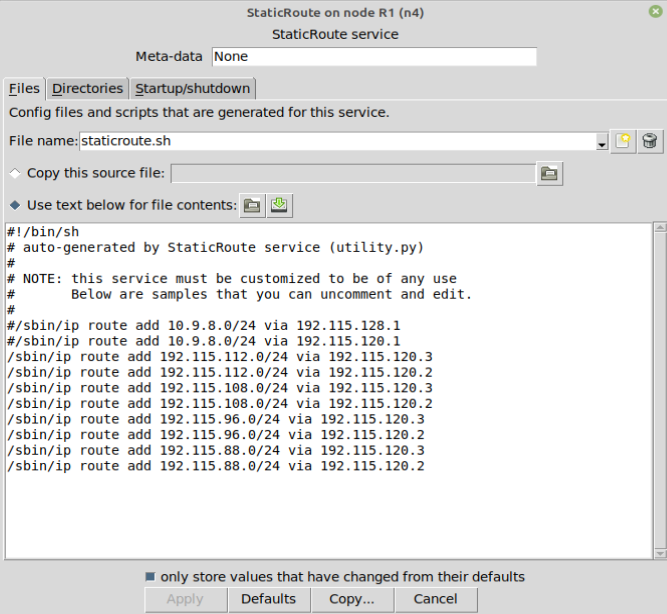 StaticRoute on node R1 (n4)
StaticRoute service
Meta-data None
Files Directories Startup/shutdown
Config files and scripts that are generated for this service.
File name: staticroute.sh
Copy this source file:
Use text below for file contents:
#!/bin/sh
# auto-generated by StaticRoute service (utility.py)
#
# NOTE: this service must be customized to be of any use
#       Below are samples that you can uncomment and edit.
#
#/sbin/ip route add 10.9.8.0/24 via 192.115.128.1
#/sbin/ip route add 10.9.8.0/24 via 192.115.120.1
/sbin/ip route add 192.115.112.0/24 via 192.115.120.3
/sbin/ip route add 192.115.112.0/24 via 192.115.120.2
/sbin/ip route add 192.115.108.0/24 via 192.115.120.3
/sbin/ip route add 192.115.108.0/24 via 192.115.120.2
/sbin/ip route add 192.115.96.0/24 via 192.115.120.3
/sbin/ip route add 192.115.96.0/24 via 192.115.120.2
/sbin/ip route add 192.115.88.0/24 via 192.115.120.3
/sbin/ip route add 192.115.88.0/24 via 192.115.120.2
only store values that have changed from their defaults
Apply Defaults Copy... Cancel